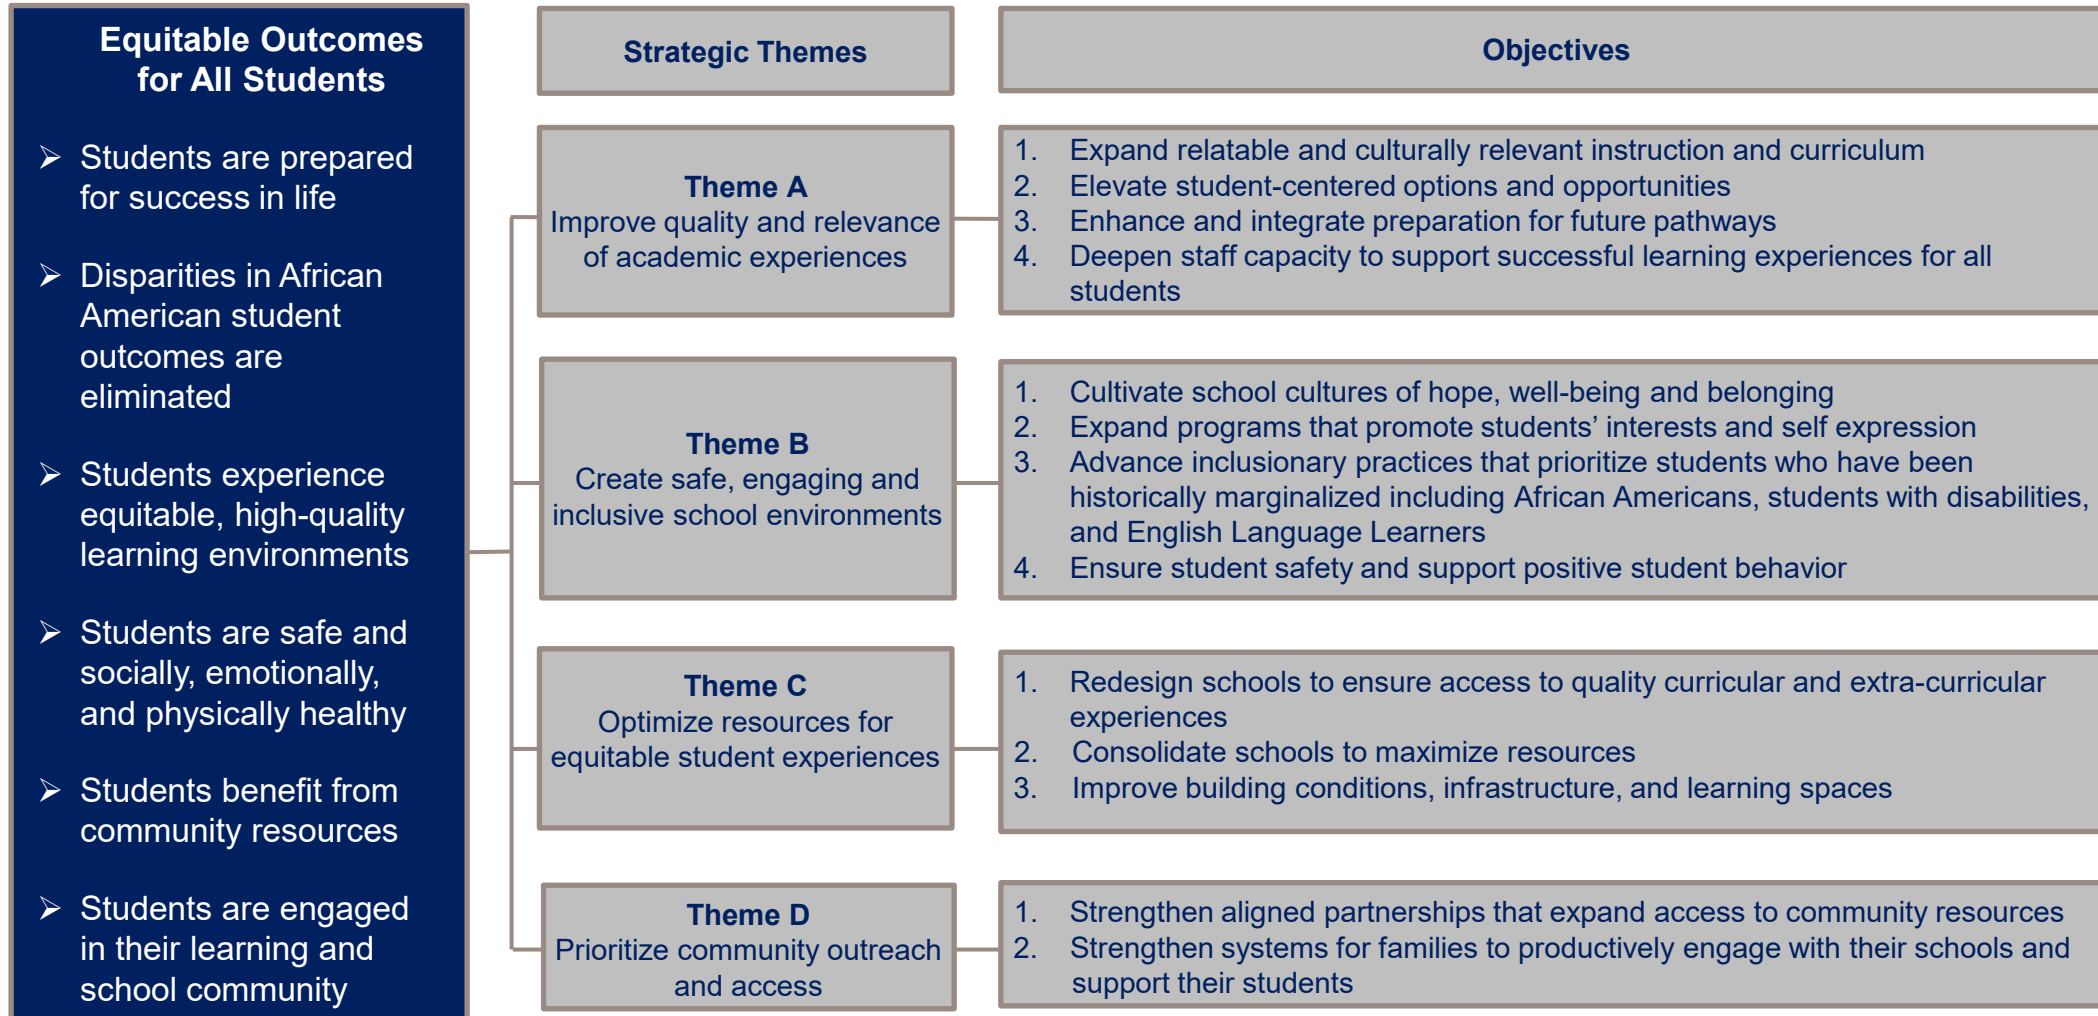 Equitable Outcomes
for All Students
➢ Students are prepared
for success in life
➢ Disparities in African
American student
outcomes are
eliminated
➢ Students experience
equitable, high-quality
learning environments
➢ Students are safe and
socially, emotionally,
and physically healthy
➢ Students benefit from
community resources
➢ Students are engaged
in their learning and
school community
Strategic Themes
Objectives
Theme A
Improve quality and relevance
of academic experiences
1. Expand relatable and culturally relevant instruction and curriculum
2. Elevate student-centered options and opportunities
3. Enhance and integrate preparation for future pathways
4. Deepen staff capacity to support successful learning experiences for all
students
Theme B
Create safe, engaging and
inclusive school environments
1. Cultivate school cultures of hope, well-being and belonging
2. Expand programs that promote students’ interests and self expression
3. Advance inclusionary practices that prioritize students who have been
historically marginalized including African Americans, students with disabilities,
and English Language Learners
4. Ensure student safety and support positive student behavior
Theme C
Optimize resources for
equitable student experiences
1. Redesign schools to ensure access to quality curricular and extra-curricular
experiences
2. Consolidate schools to maximize resources
3. Improve building conditions, infrastructure, and learning spaces
Theme D
Prioritize community outreach
and access
1. Strengthen aligned partnerships that expand access to community resources
2. Strengthen systems for families to productively engage with their schools and
support their students